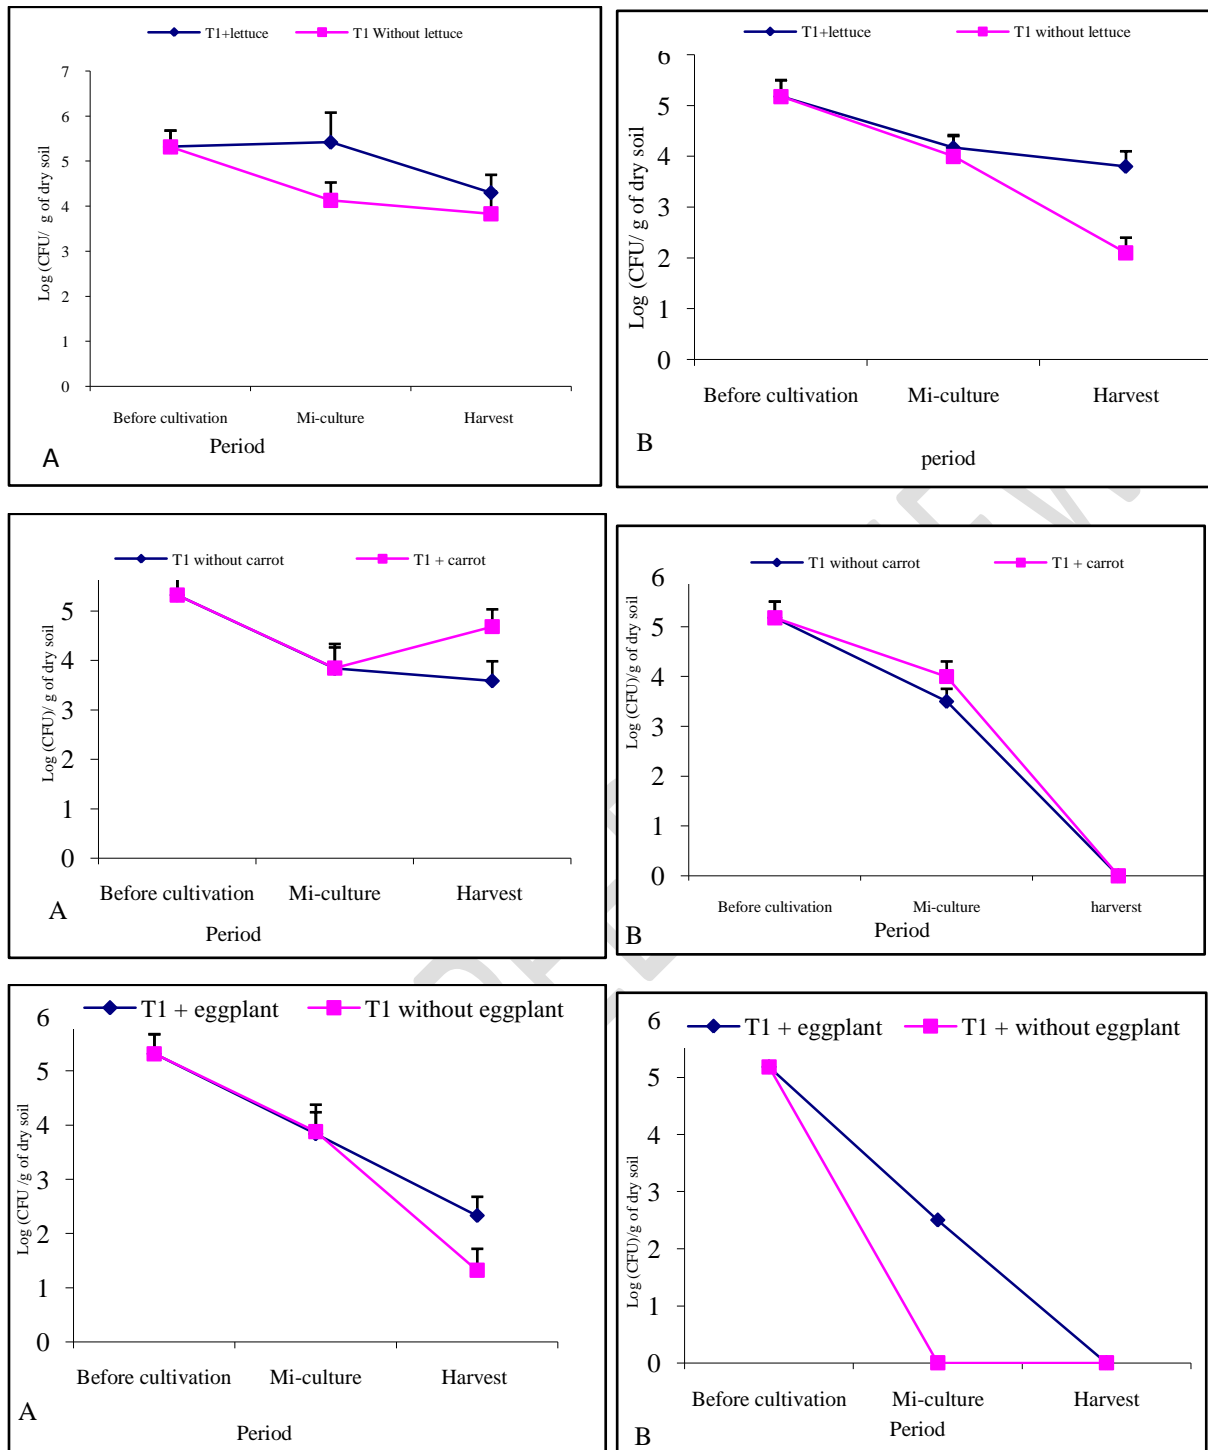 T1+lettuce T1 Without lettuce
7
6
5
4
3
2
1
0
Log (CFU/ g of dry soil
Before cultivation Mi-culture Harvest
Period
A
T1+lettuce T1 without lettuce
6
5
4
3
2
1
0
Log (CFU/ g of dry soil
Before cultivation Mi-culture Harvest
B
period
T1 without carrot T1 + carrot
5
4
3
2
1
0
Log (CFU)/ g of dry soil
Before cultivation Mi-culture Harvest
A
Period
T1 without carrot T1 + carrot
6
5
4
3
2
1
0
Log (CFU)/g of dry soil
Before cultivation Mi-culture harverst
B Period
T1 + eggplant T1 without eggplant
6
5
4
3
2
1
0
Log (CFU /g of dry soil
Before cultivation Mi-culture Harvest
A
Period
T1 + eggplant T1 + without eggplant
6
5
4
3
2
1
0
Log (CFU)/g of dry soil
Before cultivation Mi-culture Harvest
Period
B